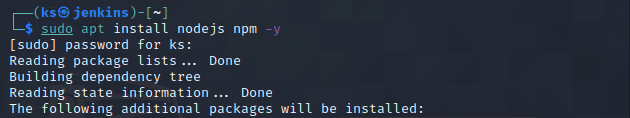 ┌──(ks㉿jenkins)-[~]
└─$ sudo apt install nodejs npm -y
[sudo] password for ks:
Reading package lists... Done
Building dependency tree
Reading state information... Done
The following additional packages will be installed: